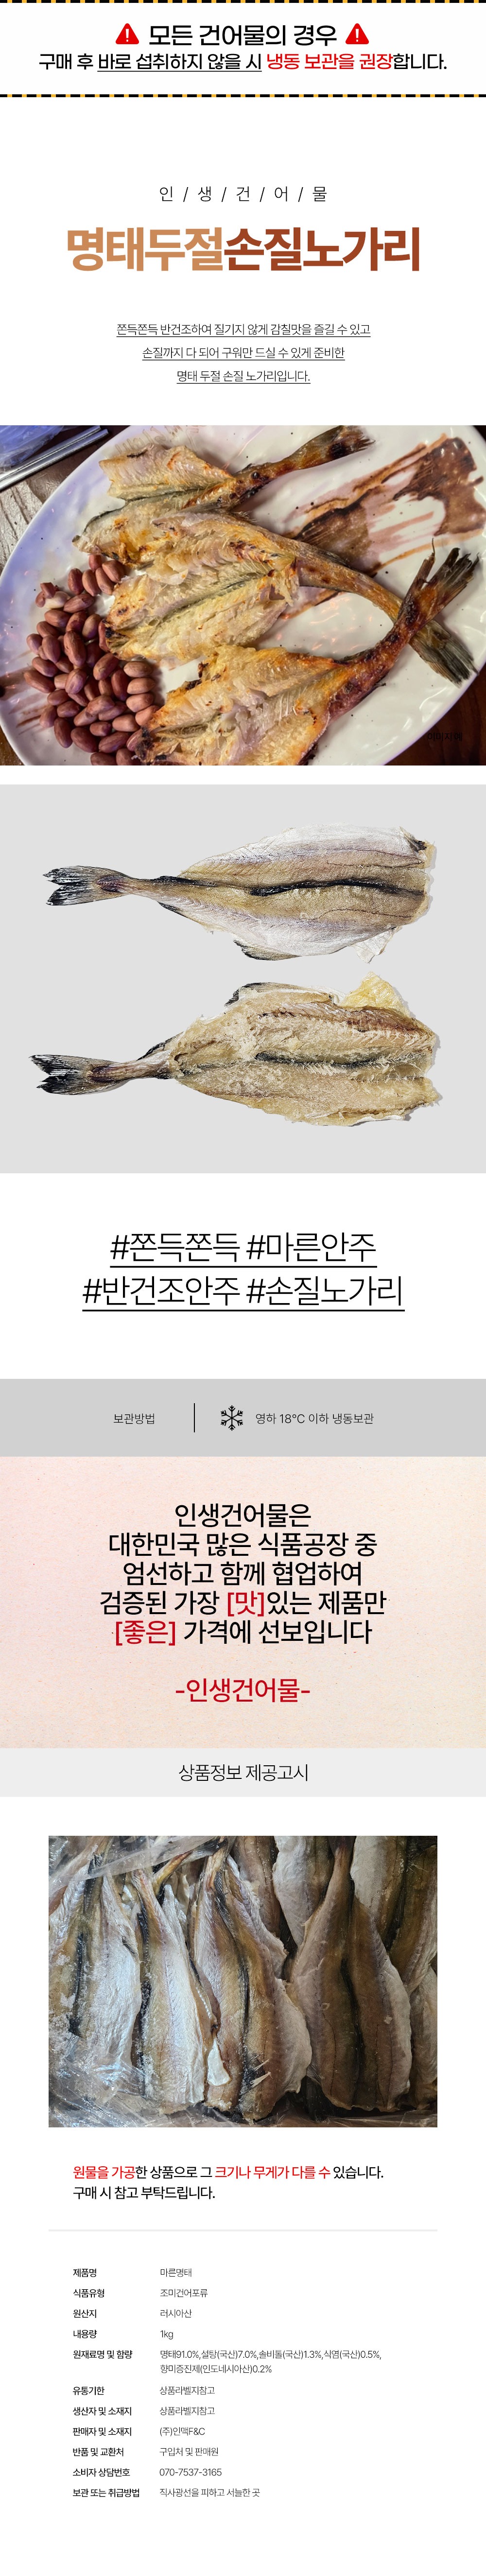 모든 건어물의 경우
구매 후 바로 섭취하지 않을 시 냉동 보관을 권장합니다.
인 / 생 / 건 / 어 / 물
명태두절손질노가리
쫀득쫀득 반건조하여 질기지 않게 감칠맛을 즐길 수 있고
손질까지 다 되어 구워만 드실 수 있게 준비한
명태 두절 손질 노가리입니다.
#쫀득쫀득 #마른안주
#반건조안주 #손질노가리
보관방법 영하 18℃ 이하 냉동보관
인생건어물은
대한민국 많은 식품공장 중
엄선하고 함께 협업하여
검증된 가장 [맛]있는 제품만
[좋은] 가격에 선보입니다
-인생건어물-
상품정보 제공고시
원물을 가공한 상품으로 그 크기나 무게가 다를 수 있습니다.
구매 시 참고 부탁드립니다.
제품명 마른명태
식품유형 조미건어포류
원산지 러시아산
내용량 1kg
원재료명 및 함량 명태91.0%,설탕(국산)7.0%,솔비톨(국산)1.3%,식염(국산)0.5%,
향미증진제(인도네시아산)0.2%
유통기한 상품라벨지참고
생산자 및 소재지 상품라벨지참고
판매자 및 소재지 (주)인맥F&C
반품 및 교환처 구입처 및 판매원
소비자 상담번호 070-7537-3165
보관 또는 취급방법 직사광선을 피하고 서늘한 곳